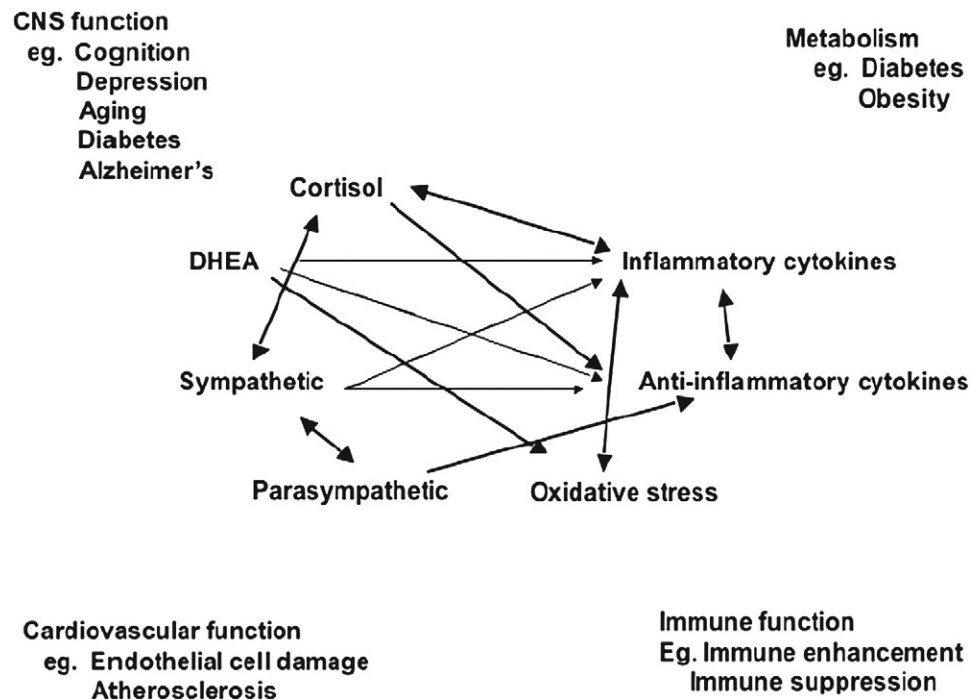 CNS function
eg. Cognition
Depression
Aging
Diabetes
Alzheimer's
Metabolism
eg. Diabetes
Obesity
Cortisol
DHEA
Inflammatory cytokines
Sympathetic
Anti-inflammatory cytokines
Parasympathetic
Oxidative stress
Cardiovascular function
eg. Endothelial cell damage
Atherosclerosis
Immune function
Eg. Immune enhancement
Immune suppression